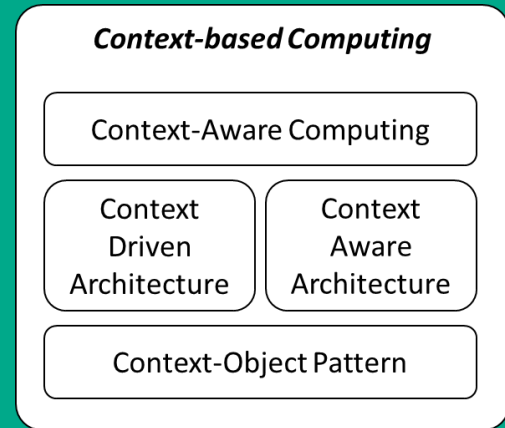 Context-based Computing
Context-Aware Computing
Context
Driven
Architecture
Context
Aware
Architecture
Context-Object Pattern